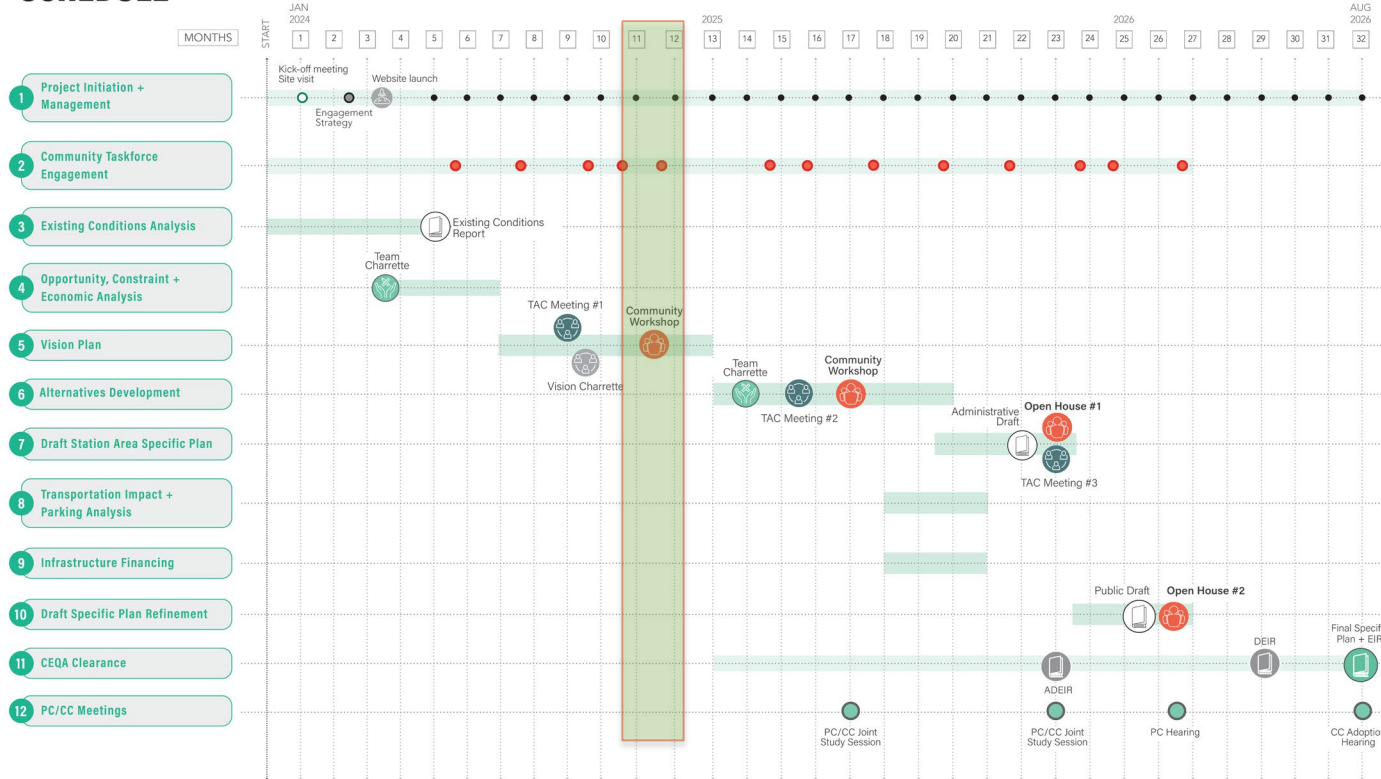 JAN
2024
2025
2026
AUG
2026
MONTHS
START
1 2 3 4 5 6 7 8 9 10 11 12 13 14 15 16 17 18 19 20 21 22 23 24 25 26 27 28 29 30 31 32
1
Project Initiation +
Management
Kick-off meeting
Site visit
Engagement
Strategy
Website launch
2
Community Taskforce
Engagement
3
Existing Conditions Analysis
Existing Conditions
Report
4
Opportunity, Constraint +
Economic Analysis
Team
Charrette
5
Vision Plan
TAC Meeting #1
Vision Charrette
Community
Workshop
6
Alternatives Development
Team
Charrette
TAC Meeting #2
Community
Workshop
7
Draft Station Area Specific Plan
Administrative
Draft
Open House #1
TAC Meeting #3
8
Transportation Impact +
Parking Analysis
9
Infrastructure Financing
10
Draft Specific Plan Refinement
Public Draft
Open House #2
11
CEQA Clearance
ADEIR
DEIR
Final Specif
Plan + EIR
12
PC/CC Meetings
PC/CC Joint
Study Session
PC/CC Joint
Study Session
PC Hearing
CC Adoptio
Hearing